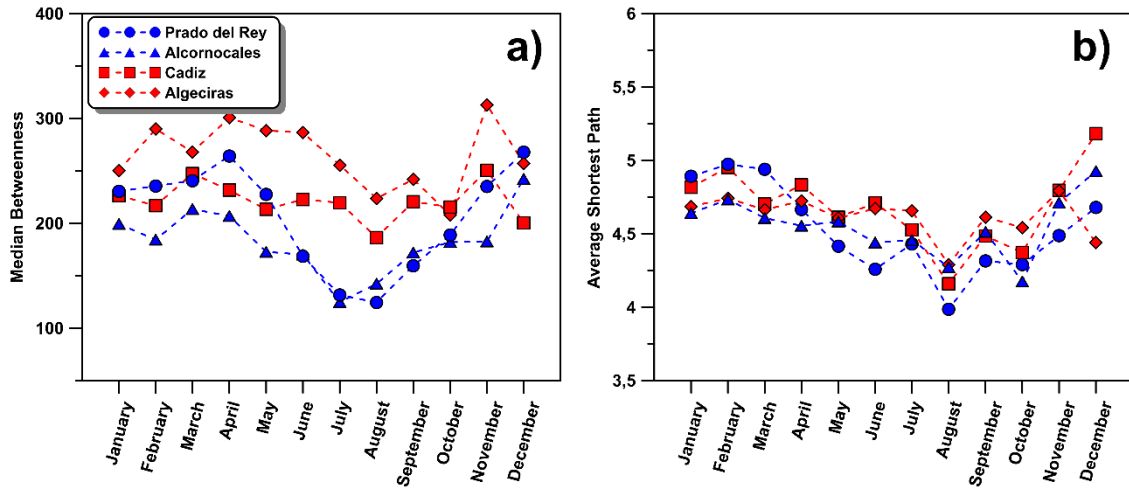 a)
Prado del Rey
Alcornocales
Cadiz
Algeciras
Median Betweenness
400
300
200
100
January
February
March
April
May
June
July
August
September
October
November
December
b)
Average Shortest Path
6
5,5
5
4,5
4
3,5
January
February
March
April
May
June
July
August
September
October
November
December